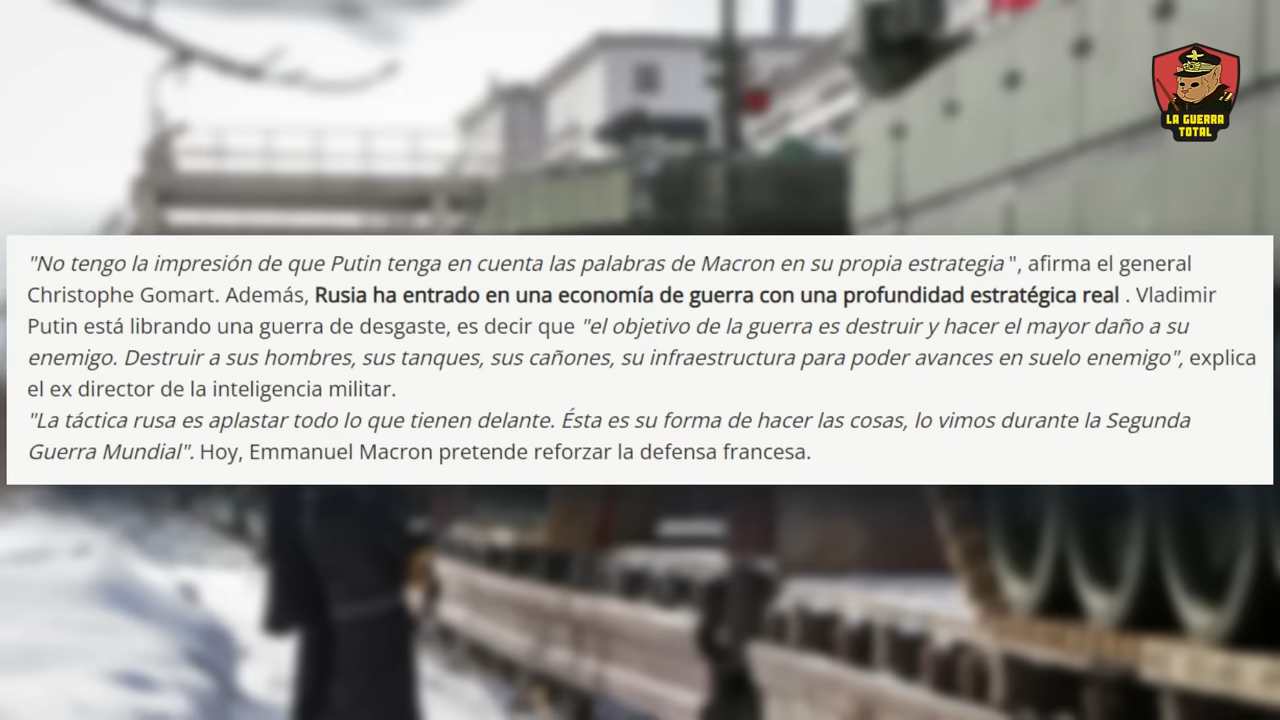 LA GUERRA
TOTAL
"No tengo la impresión de que Putin tenga en cuenta las palabras de Macron en su propia estrategia ", afirma el general
Christophe Gomart. Además, Rusia ha entrado en una economía de guerra con una profundidad estratégica real . Vladimir
Putin está librando una guerra de desgaste, es decir que "el objetivo de la guerra es destruir y hacer el mayor daño a su
enemigo. Destruir a sus hombres, sus tanques, sus cañones, su infraestructura para poder avances en suelo enemigo", explica
el ex director de la inteligencia militar.
"La táctica rusa es aplastar todo lo que tienen delante. Ésta es su forma de hacer las cosas, lo vimos durante la Segunda
Guerra Mundial". Hoy, Emmanuel Macron pretende reforzar la defensa francesa.